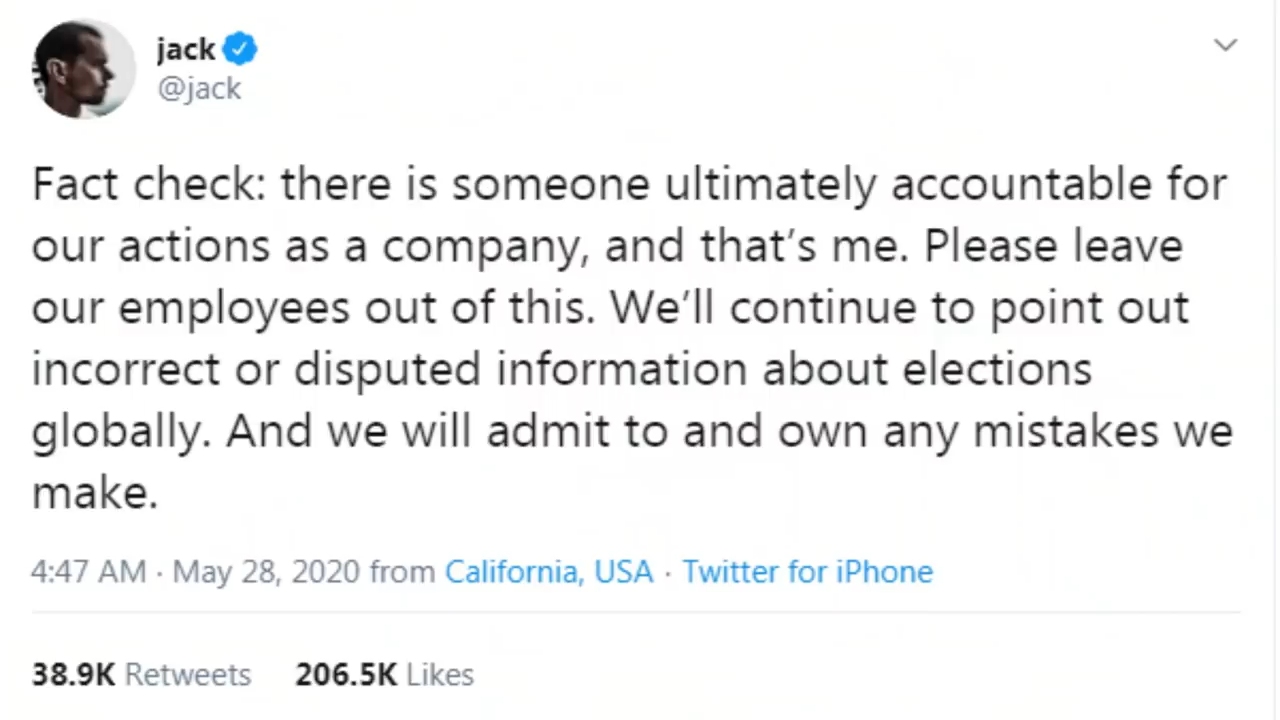 jack
@jack
Fact check: there is someone ultimately accountable for
our actions as a company, and that’s me. Please leave
our employees out of this. We’ll continue to point out
incorrect or disputed information about elections
globally. And we will admit to and own any mistakes we
make.
4:47 AM · May 28, 2020 from California, USA · Twitter for iPhone
38.9K Retweets 206.5K Likes